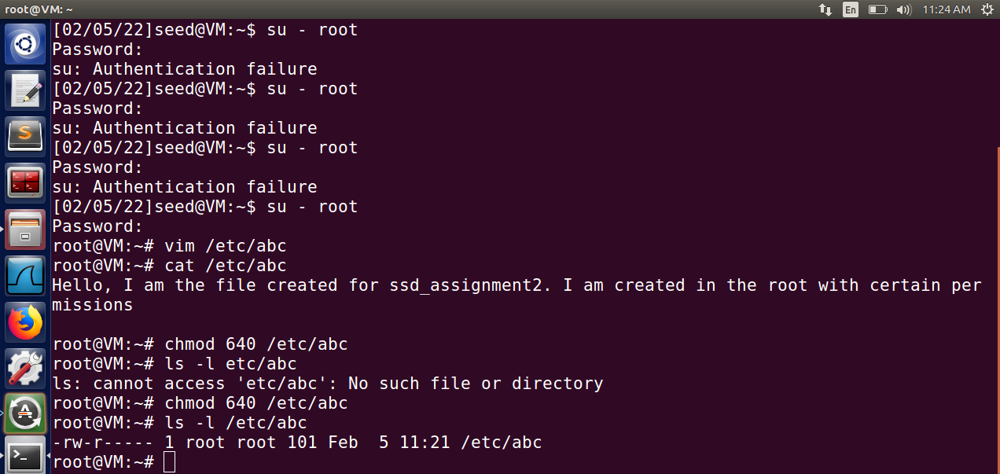 root@VM: ~
En
11:24 AM
[02/05/22]seed@VM:~$ su - root
Password:
su: Authentication failure
[02/05/22]seed@VM:~$ su - root
Password:
su: Authentication failure
[02/05/22]seed@VM:~$ su - root
Password:
su: Authentication failure
[02/05/22]seed@VM:~$ su - root
Password:
root@VM:~# vim /etc/abc
root@VM:~# cat /etc/abc
Hello, I am the file created for ssd_assignment2. I am created in the root with certain per
missions
root@VM:~# chmod 640 /etc/abc
root@VM:~# ls -l etc/abc
ls: cannot access 'etc/abc': No such file or directory
root@VM:~# chmod 640 /etc/abc
root@VM:~# ls -l /etc/abc
-rw-r----- 1 root root 101 Feb  5 11:21 /etc/abc
root@VM:~#